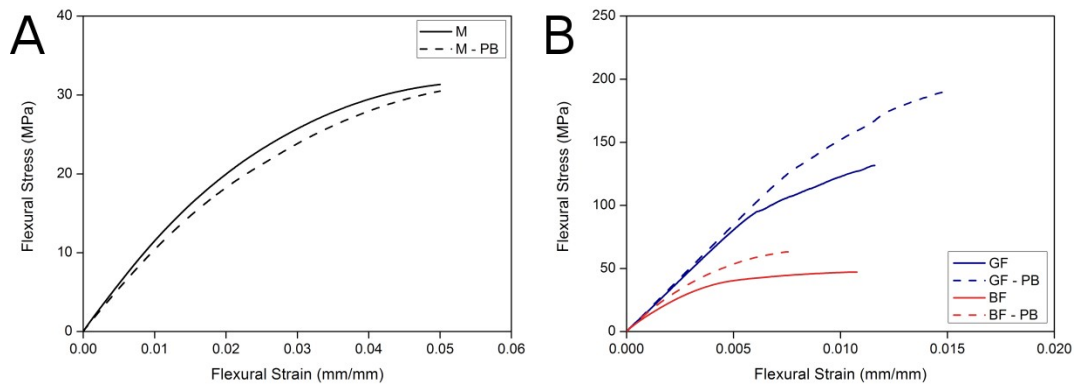 A
40
30
20
10
0
Flexural Stress (MPa)
M
M - PB
0.00 0.01 0.02 0.03 0.04 0.05 0.06
Flexural Strain (mm/mm)
B
250
200
150
100
50
0
Flexural Stress (MPa)
GF
GF - PB
BF
BF - PB
0.000 0.005 0.010 0.015 0.020
Flexural Strain (mm/mm)